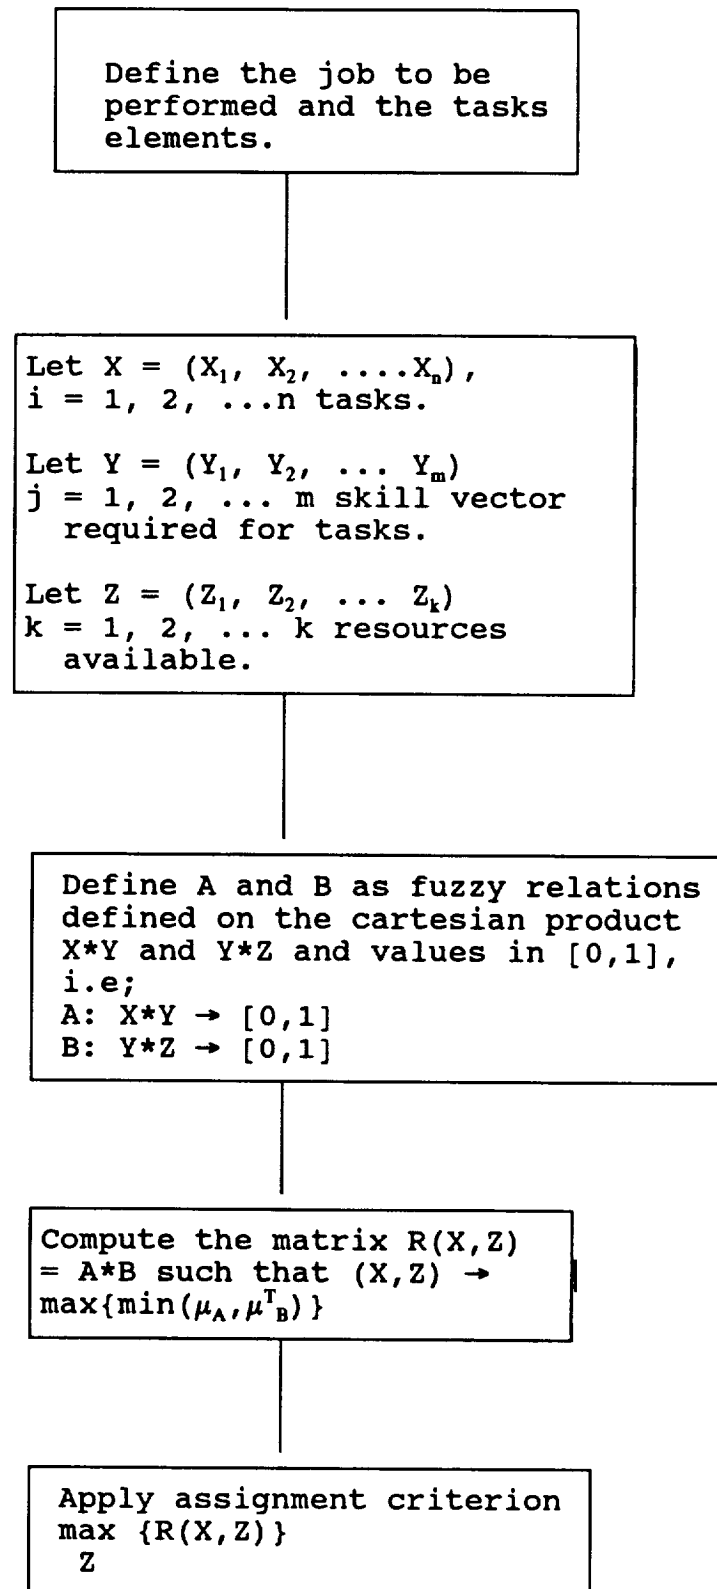 Define the job to be
performed and the tasks
elements.
Let X = (X₁, X₂, ....Xₙ),
i = 1, 2, ...n tasks.
Let Y = (Y₁, Y₂, ... Yₘ)
j = 1, 2, ... m skill vector
required for tasks.
Let Z = (Z₁, Z₂, ... Zₖ)
k = 1, 2, ... k resources
available.
Define A and B as fuzzy relations
defined on the cartesian product
X*Y and Y*Z and values in [0,1],
i.e;
A: X*Y → [0,1]
B: Y*Z → [0,1]
Compute the matrix R(X,Z)
= A*B such that (X,Z) →
max{min(μ_A,μ^T_B)}
Apply assignment criterion
max {R(X,Z)}
Z